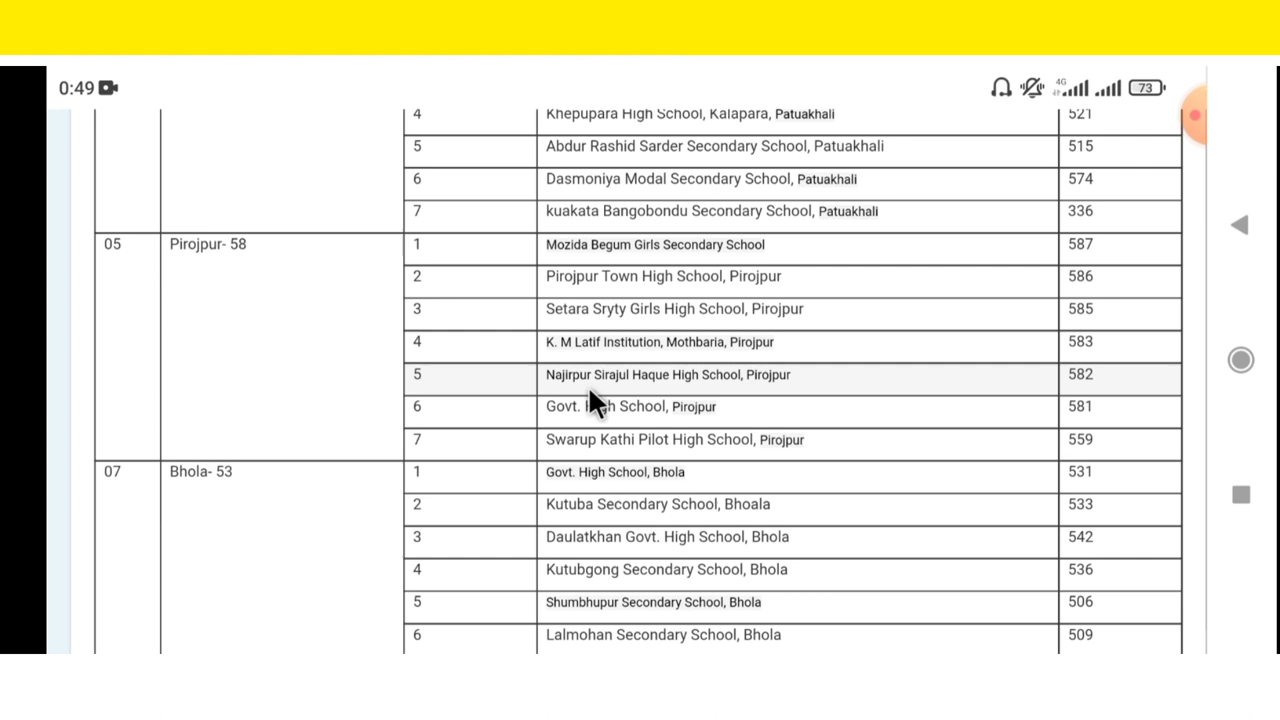 0:49 4G 73
4 Khepupara High School, Kalapara, Patuakhali 521
5 Abdur Rashid Sarder Secondary School, Patuakhali 515
6 Dasmoniya Modal Secondary School, Patuakhali 574
7 kuakata Bangobondu Secondary School, Patuakhali 336
05 Pirojpur- 58 1 Mozida Begum Girls Secondary School 587
2 Pirojpur Town High School, Pirojpur 586
3 Setara Sryty Girls High School, Pirojpur 585
4 K. M Latif Institution, Mothbaria, Pirojpur 583
5 Najirpur Sirajul Haque High School, Pirojpur 582
6 Govt. High School, Pirojpur 581
7 Swarup Kathi Pilot High School, Pirojpur 559
07 Bhola- 53 1 Govt. High School, Bhola 531
2 Kutuba Secondary School, Bhoala 533
3 Daulatkhan Govt. High School, Bhola 542
4 Kutubgong Secondary School, Bhola 536
5 Shumbhupur Secondary School, Bhola 506
6 Lalmohan Secondary School, Bhola 509